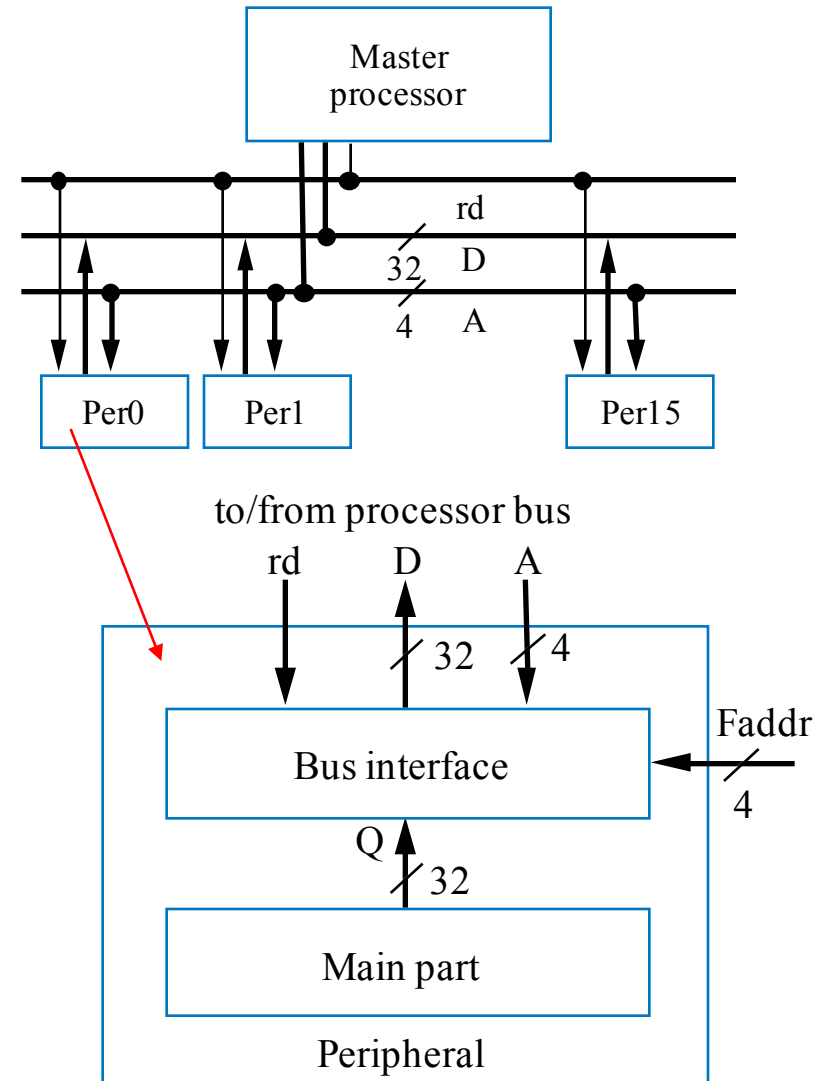 Master
processor
rd
32 D
4 A
Per0 Per1 Per15
to/from processor bus
rd D A
32 4
Faddr
Bus interface
4
Q
32
Main part
Peripheral